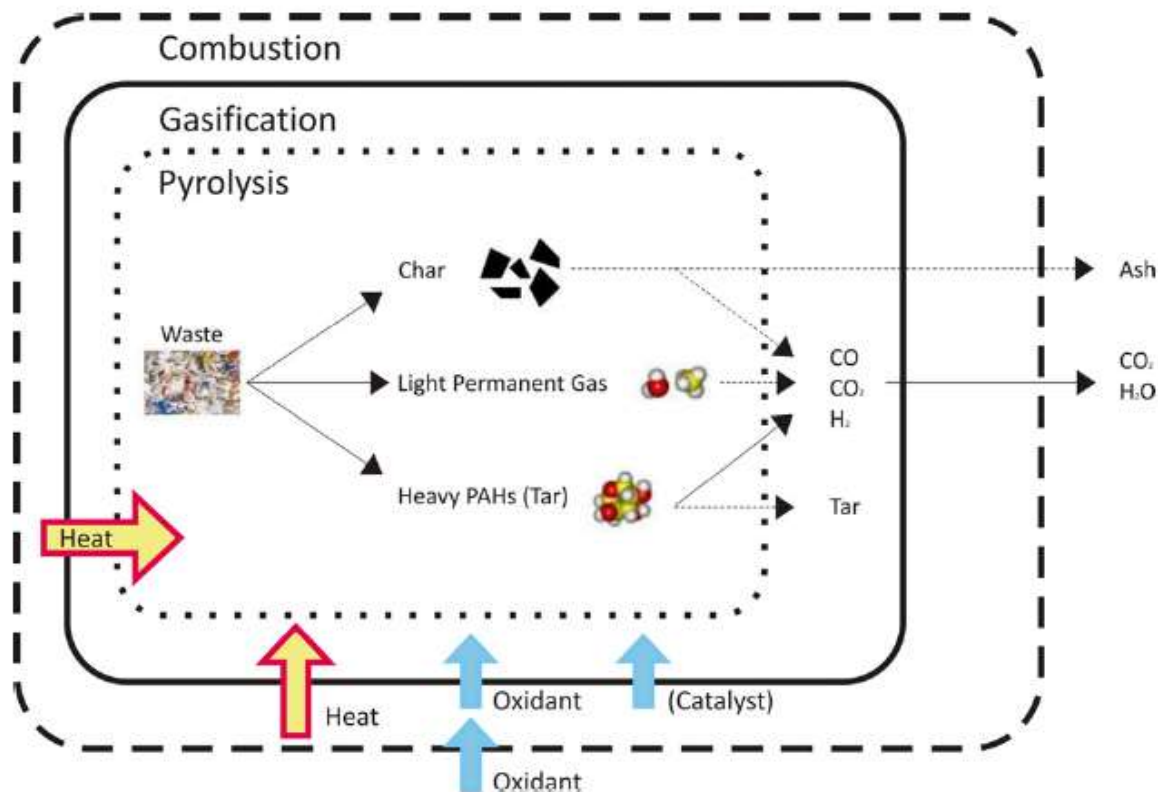 Combustion
Gasification
Pyrolysis
Char
Ash
Waste
CO
CO₂
Light Permanent Gas
CO₂
H₂O
H₂
Heavy PAHs (Tar)
Tar
Heat
Oxidant
(Catalyst)
Heat
Oxidant